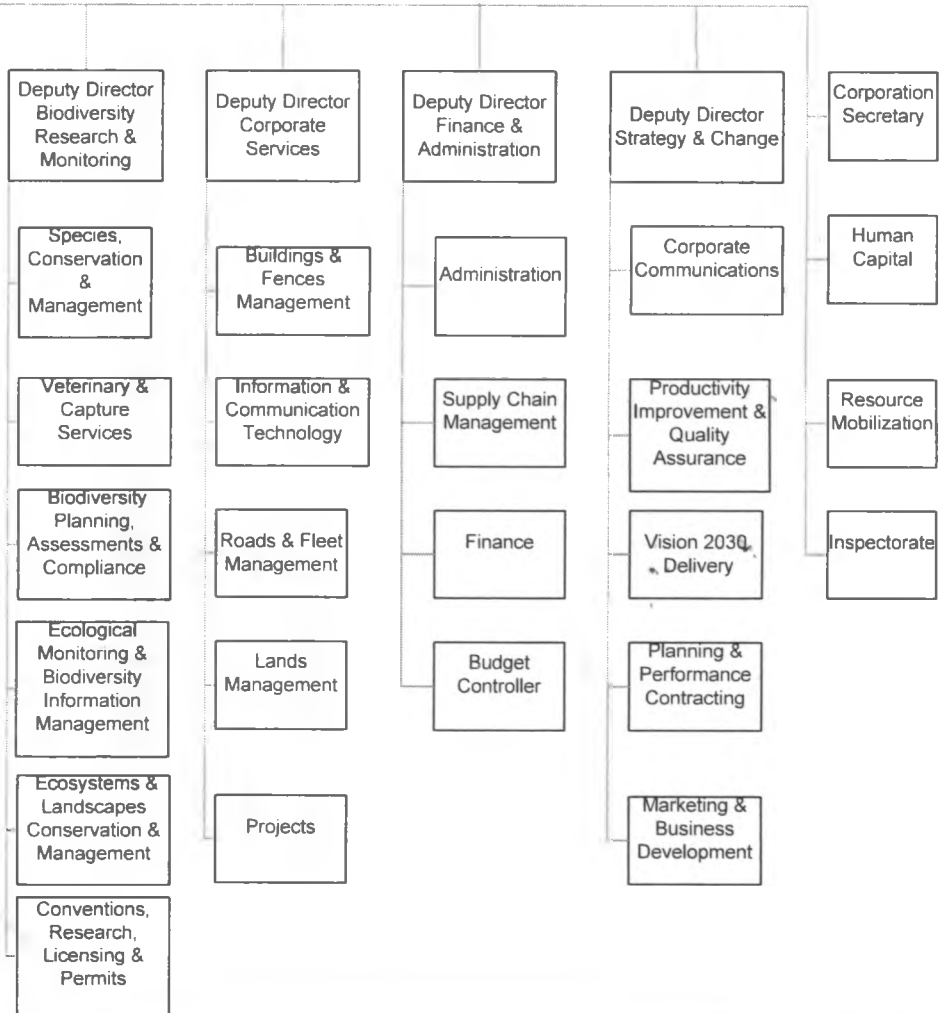 Deputy Director
Biodiversity
Research &
Monitoring
Species,
Conservation
&
Management
Veterinary &
Capture
Services
Biodiversity
Planning,
Assessments &
Compliance
Ecological
Monitoring &
Biodiversity
Information
Management
Ecosystems &
Landscapes
Conservation &
Management
Conventions,
Research,
Licensing &
Permits
Deputy Director
Corporate
Services
Buildings &
Fences
Management
Information &
Communication
Technology
Roads & Fleet
Management
Lands
Management
Projects
Deputy Director
Finance &
Administration
Administration
Supply Chain
Management
Finance
Budget
Controller
Deputy Director
Strategy & Change
Corporate
Communications
Productivity
Improvement &
Quality
Assurance
Vision 2030
Delivery
Planning &
Performance
Contracting
Marketing &
Business
Development
Corporation
Secretary
Human
Capital
Resource
Mobilization
Inspectorate